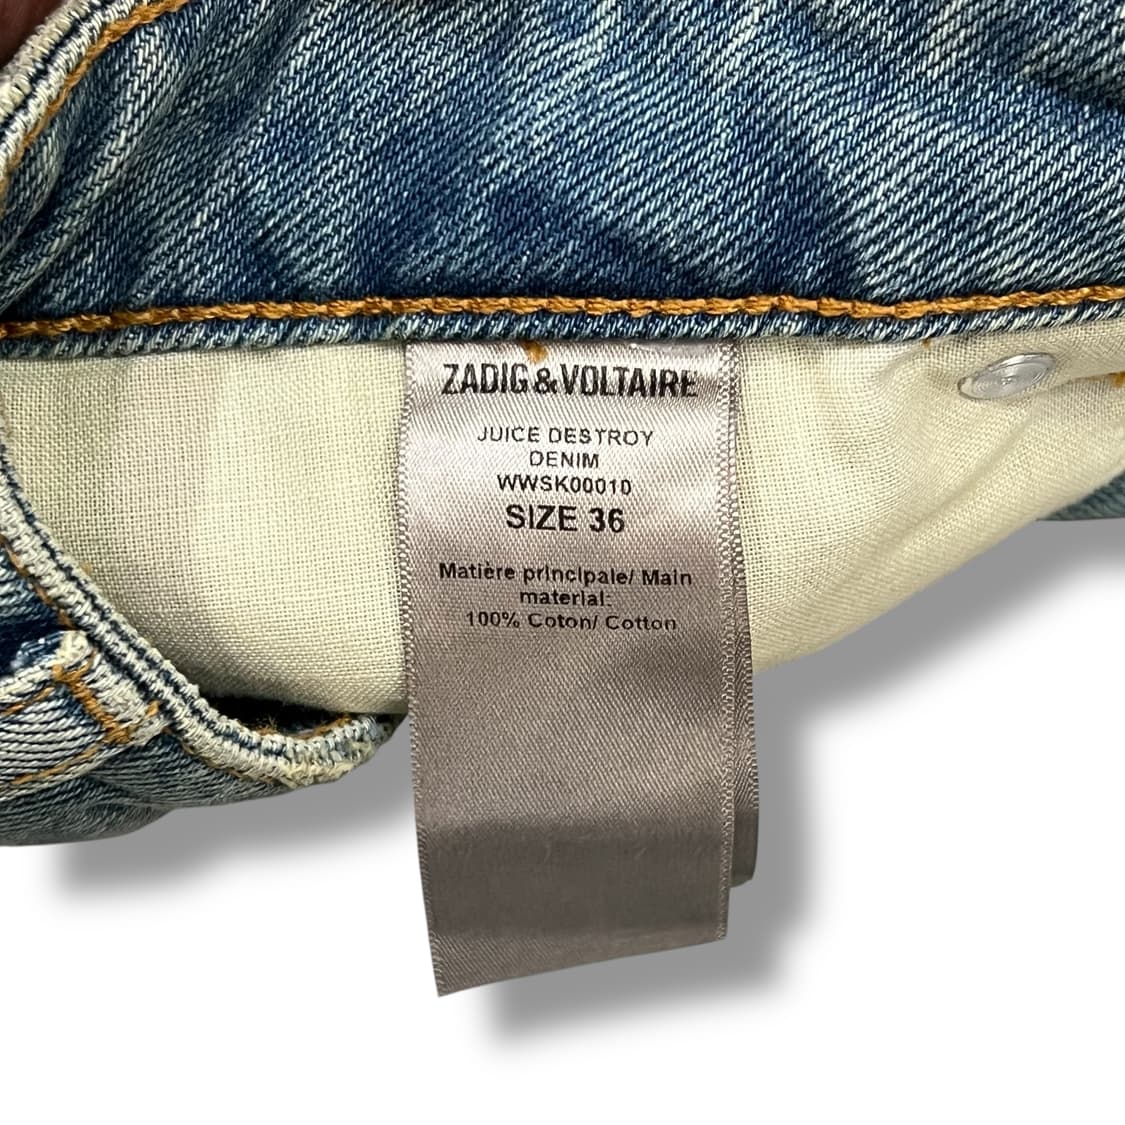 ZADIG&VOLTAIRE
JUICE DESTROY
DENIM
WWSK00010
SIZE 36
Matière principale/ Main
material:
100% Coton/ Cotton